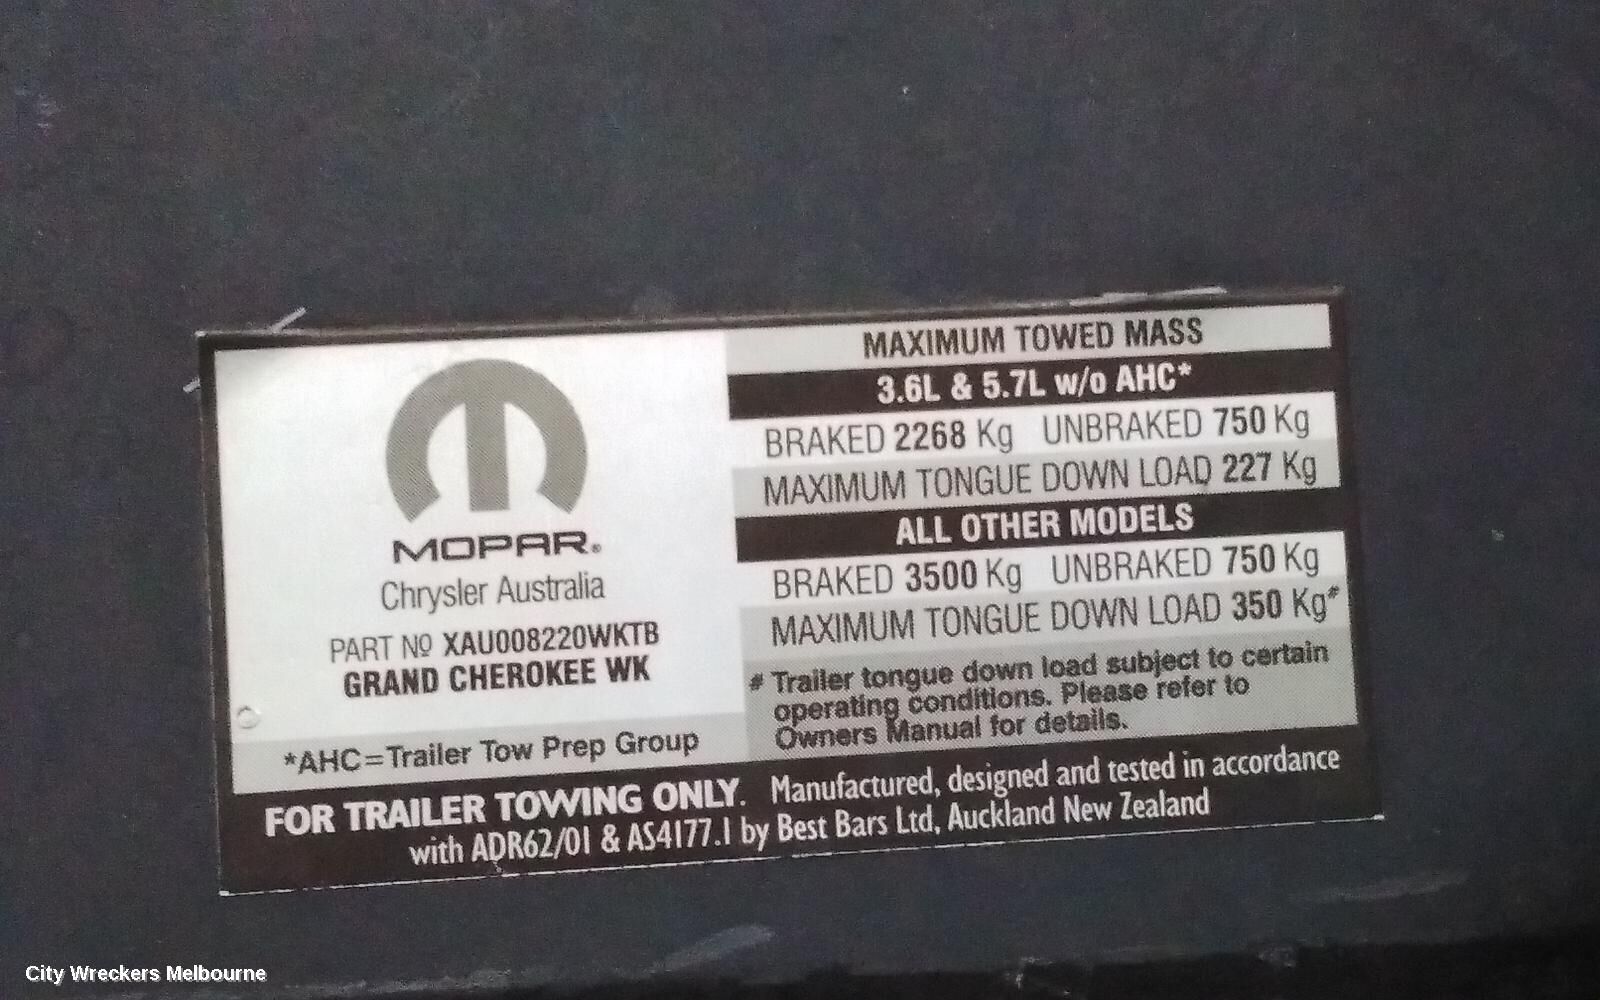 MOPAR®
Chrysler Australia
PART Nº XAU008220WKTB
GRAND CHEROKEE WK
*AHC=Trailer Tow Prep Group
MAXIMUM TOWED MASS
3.6L & 5.7L w/o AHC*
BRAKED 2268 Kg UNBRAKED 750 Kg
MAXIMUM TONGUE DOWN LOAD 227 Kg
ALL OTHER MODELS
BRAKED 3500 Kg UNBRAKED 750 Kg
MAXIMUM TONGUE DOWN LOAD 350 Kg#
# Trailer tongue down load subject to certain
operating conditions. Please refer to
Owners Manual for details.
FOR TRAILER TOWING ONLY. Manufactured, designed and tested in accordance
with ADR62/01 & AS4177.1 by Best Bars Ltd, Auckland New Zealand
City Wreckers Melbourne